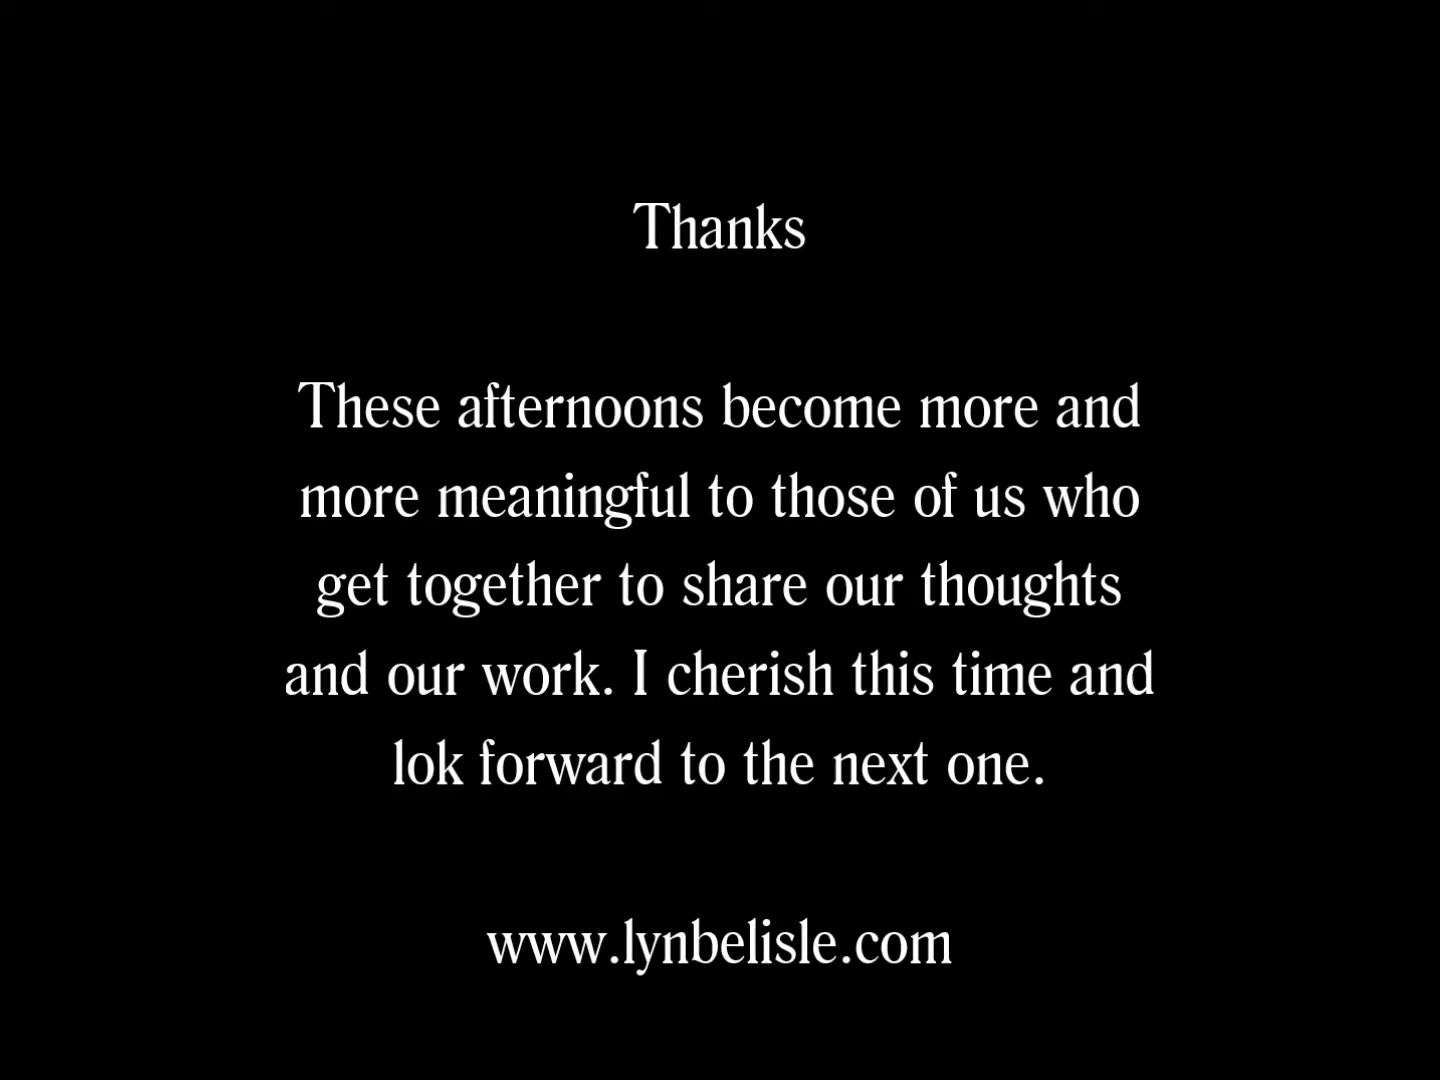 Thanks
These afternoons become more and
more meaningful to those of us who
get together to share our thoughts
and our work. I cherish this time and
lok forward to the next one.
www.lynbelisle.com